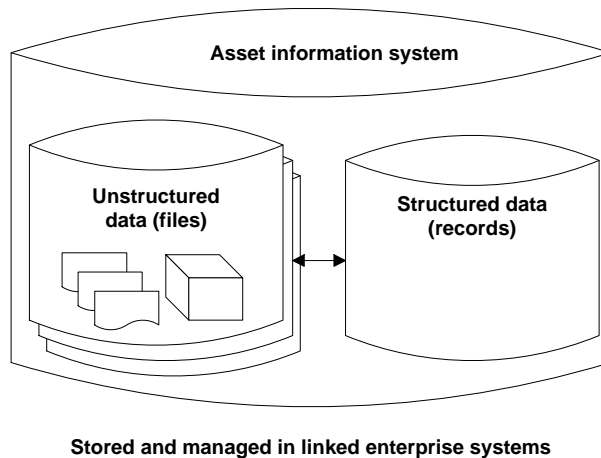 Asset information system
Unstructured
data (files)
Structured data
(records)
Stored and managed in linked enterprise systems